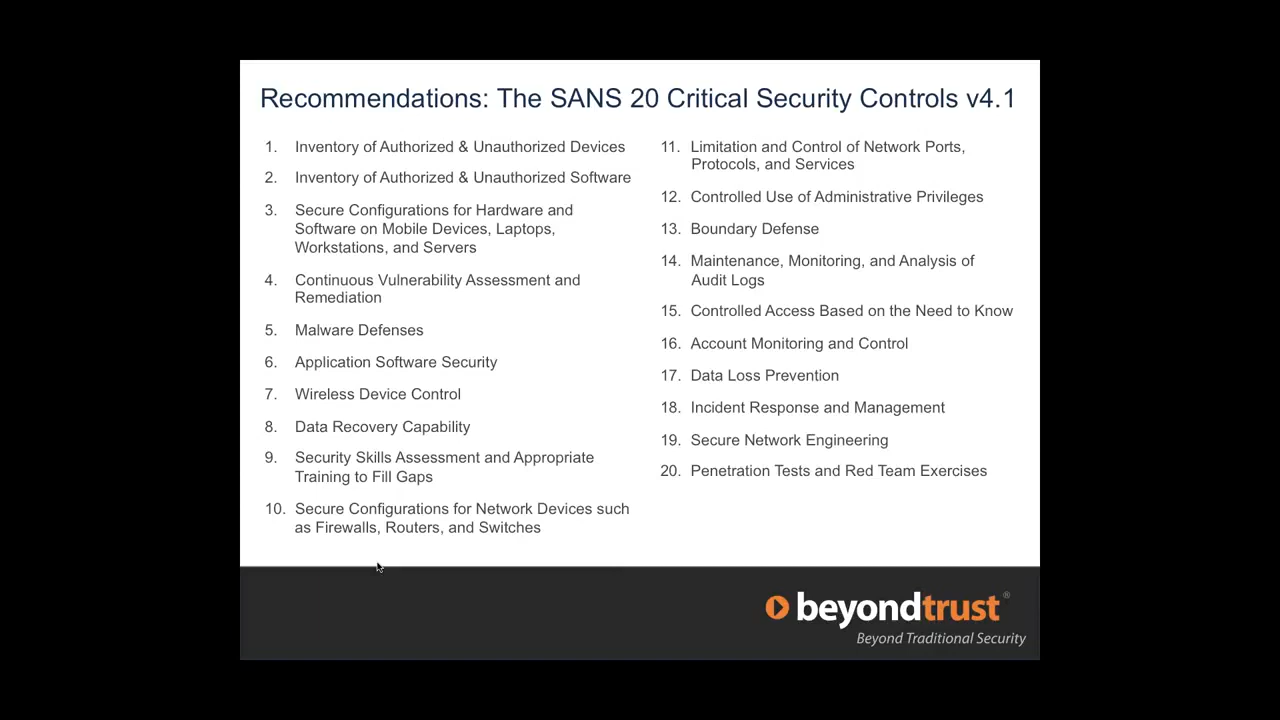 Recommendations: The SANS 20 Critical Security Controls v4.1
1. Inventory of Authorized & Unauthorized Devices
2. Inventory of Authorized & Unauthorized Software
3. Secure Configurations for Hardware and
Software on Mobile Devices, Laptops,
Workstations, and Servers
4. Continuous Vulnerability Assessment and
Remediation
5. Malware Defenses
6. Application Software Security
7. Wireless Device Control
8. Data Recovery Capability
9. Security Skills Assessment and Appropriate
Training to Fill Gaps
10. Secure Configurations for Network Devices such
as Firewalls, Routers, and Switches
11. Limitation and Control of Network Ports,
Protocols, and Services
12. Controlled Use of Administrative Privileges
13. Boundary Defense
14. Maintenance, Monitoring, and Analysis of
Audit Logs
15. Controlled Access Based on the Need to Know
16. Account Monitoring and Control
17. Data Loss Prevention
18. Incident Response and Management
19. Secure Network Engineering
20. Penetration Tests and Red Team Exercises
beyondtrust®
Beyond Traditional Security